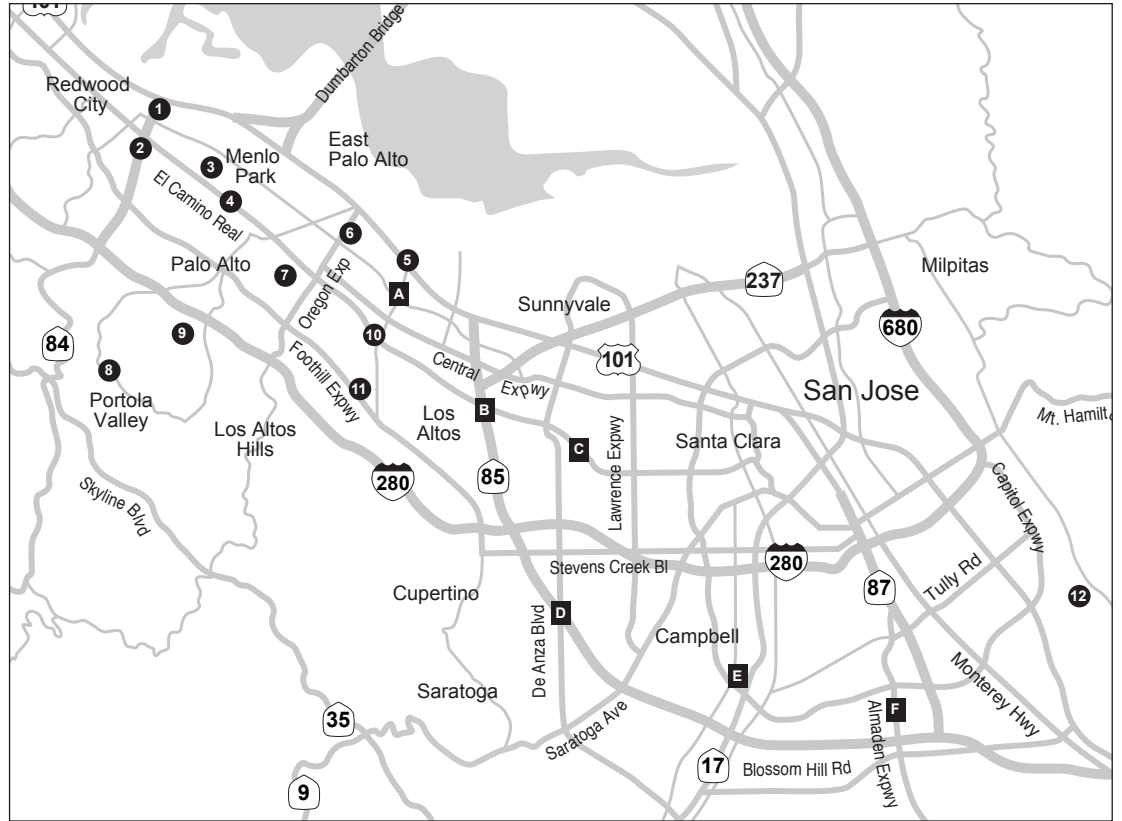 101
Dumbarton Bridge
Redwood
City
1
2
3
Menlo
Park
East
Palo Alto
4
El Camino Real
6
5
Palo Alto
7
Oregon Exp
A
237
Milpitas
Sunnyvale
680
84
9
10
8
Portola
Valley
Foothill Expwy
11
Central
Expwy
101
San Jose
Los
Altos
B
Mt. Hamilt
Los Altos
Hills
C
Santa Clara
Lawrence Expwy
280
85
Skyline Blvd
Capitol Expwy
Stevens Creek Bl
280
87
Tully Rd
12
Cupertino
D
De Anza Blvd
Campbell
E
Monterey Hwy
Saratoga
35
Saratoga Ave
F
Almaden Expwy
17
Blossom Hill Rd
9